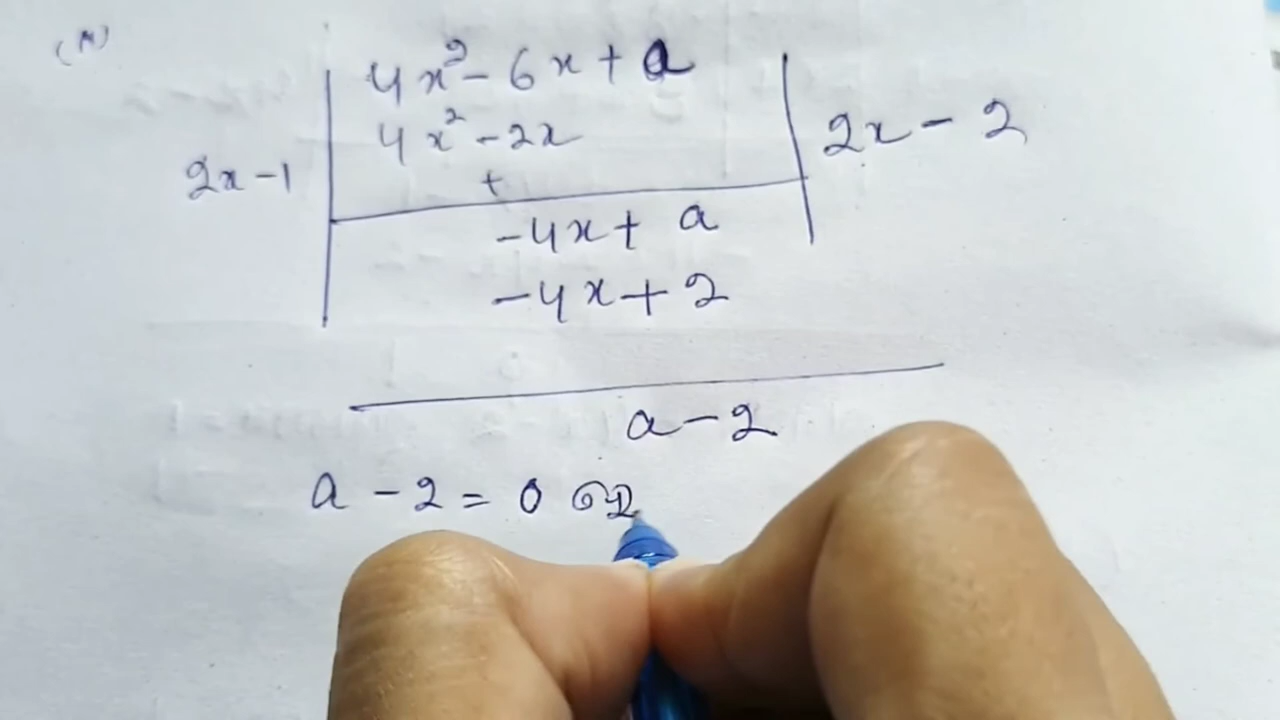 (A)
4x² - 6x + a
4x² - 2x
2x - 2
2x - 1
+
- 4x + a
- 4x + 2
a - 2
a - 2 = 0